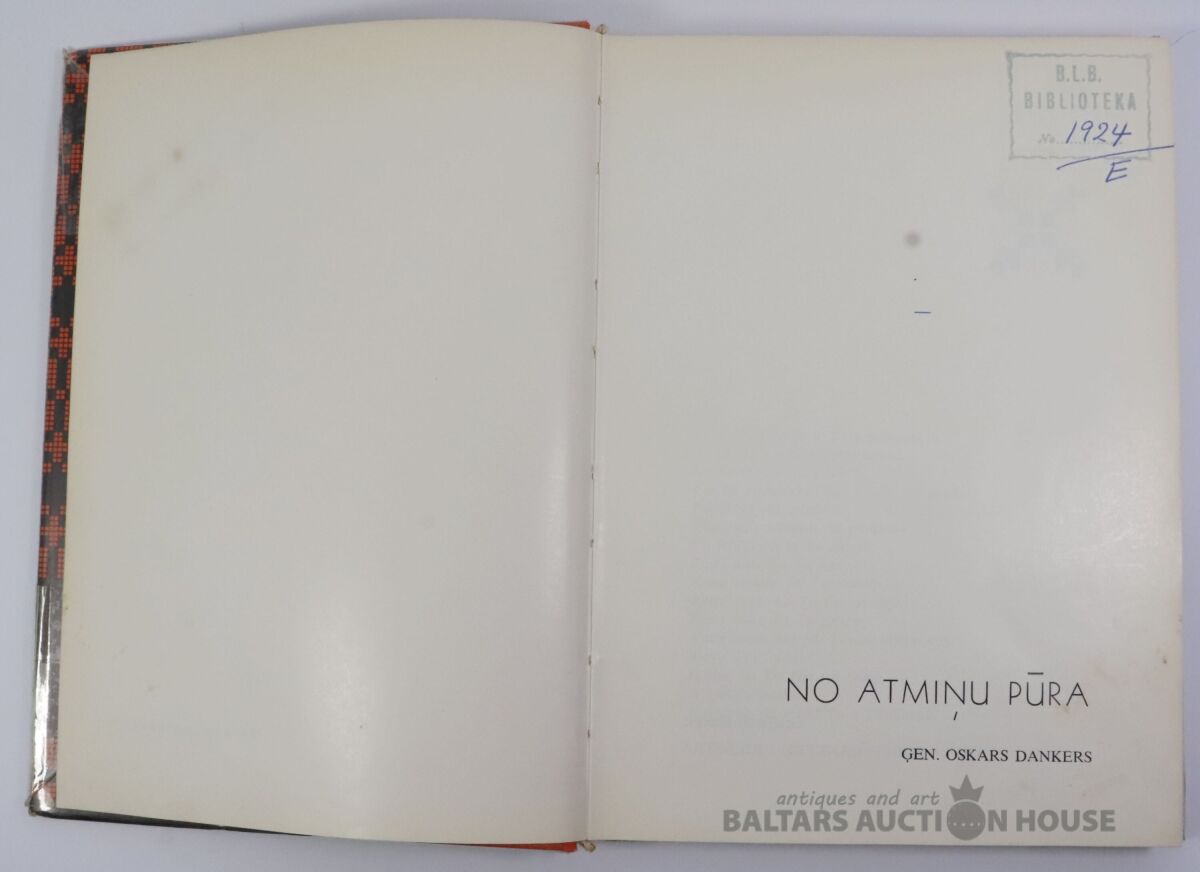 B.L.B.
BIBLIOTEKA
No 1924
E
NO ATMIŅU PŪRA
ĢEN. OSKARS DANKERS
antiques and art
BALTARS AUCTION HOUSE